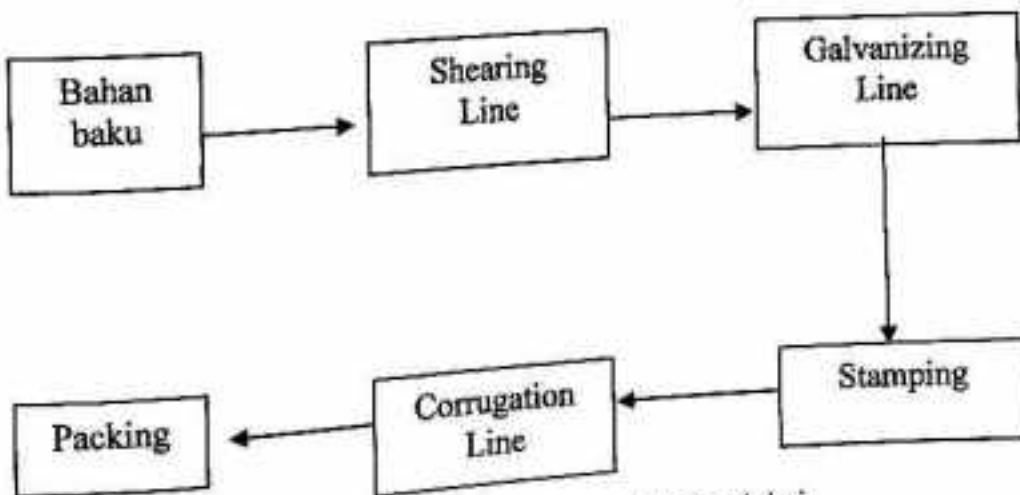 Bahan
baku
Shearing
Line
Galvanizing
Line
Stamping
Corrugation
Line
Packing